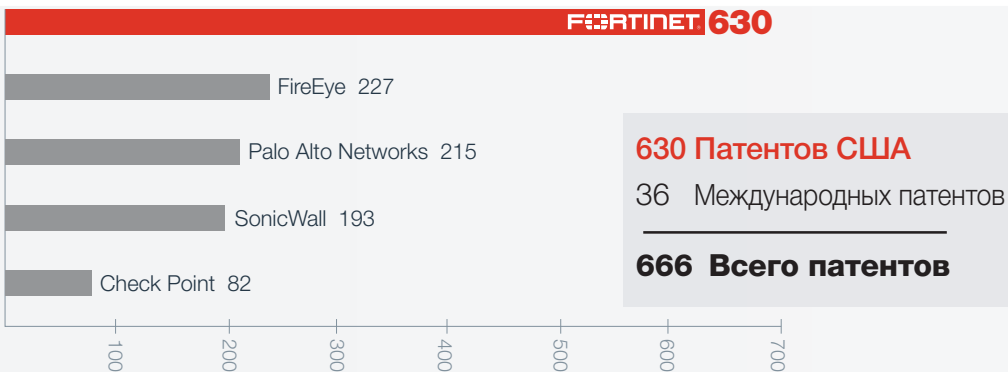 FORTINET 630
FireEye 227
Palo Alto Networks 215
SonicWall 193
Check Point 82
100 200 300 400 500 600 700
630 Патентов США
36 Международных патентов
666 Всего патентов